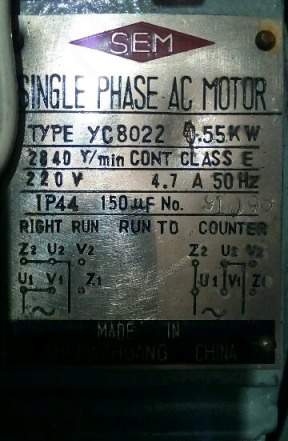 SEM
SINGLE PHASE AC MOTOR
TYPE YC8022 0.55KW
2840 r/min CONT CLASS E
220 V 4.7 A 50Hz
IP44 150μF No.
RIGHT RUN RUN TO COUNTER
Z2 U2 V2 Z2 U2 V2
U1 V1 Z1 U1 V1 Z1
~ ~
MADE IN
CHINA